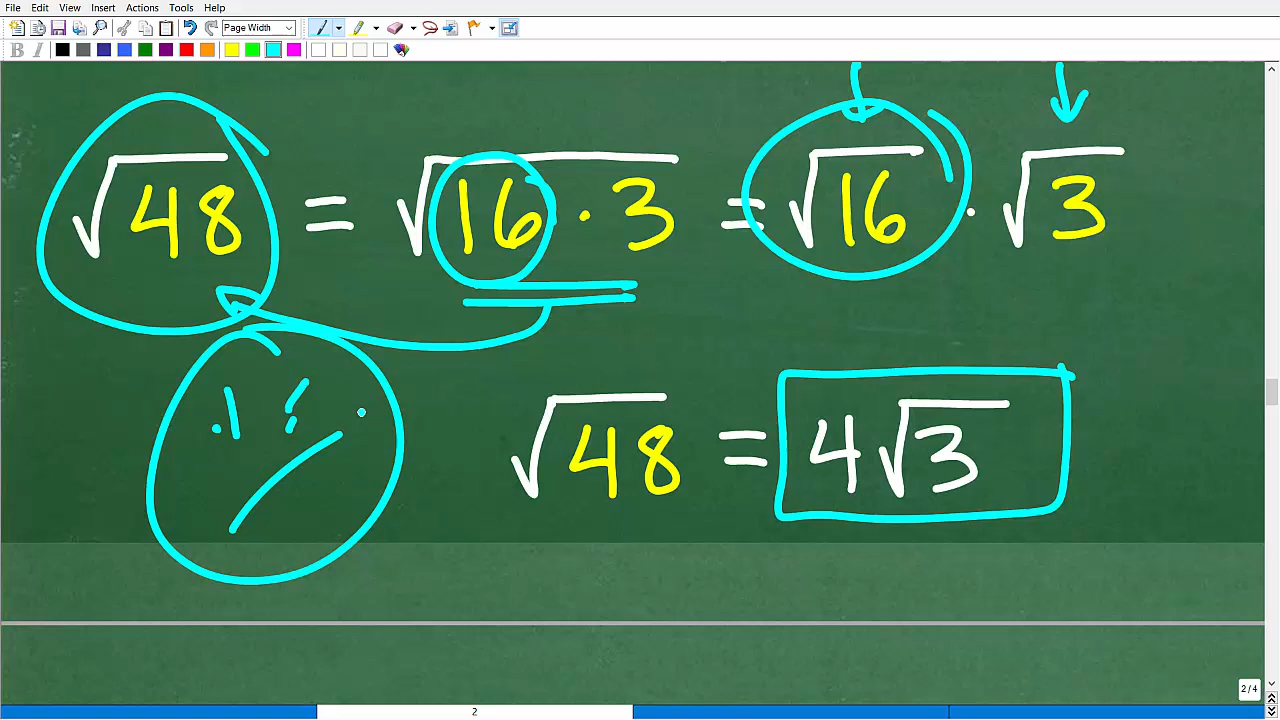 File Edit View Insert Actions Tools Help
Page Width
B I
√48 = √16 · 3 = √16 · √3
√48 = 4√3
2/4
2